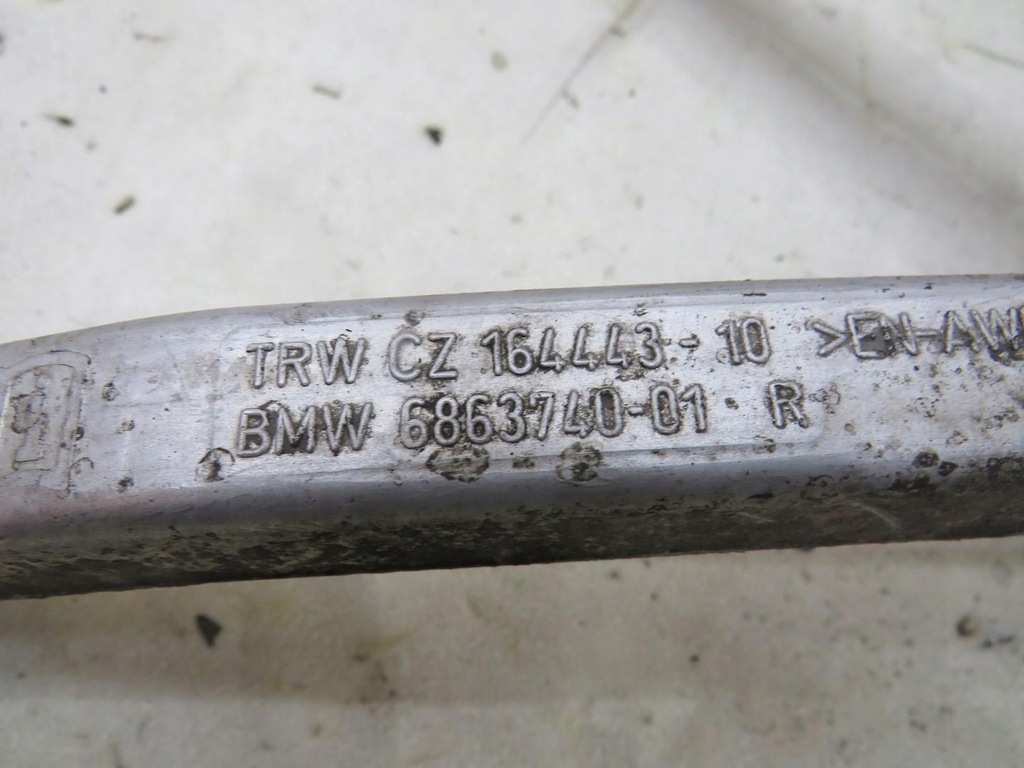 TRW CZ 164443-10 >EN-AW
BMW 6863740-01 R